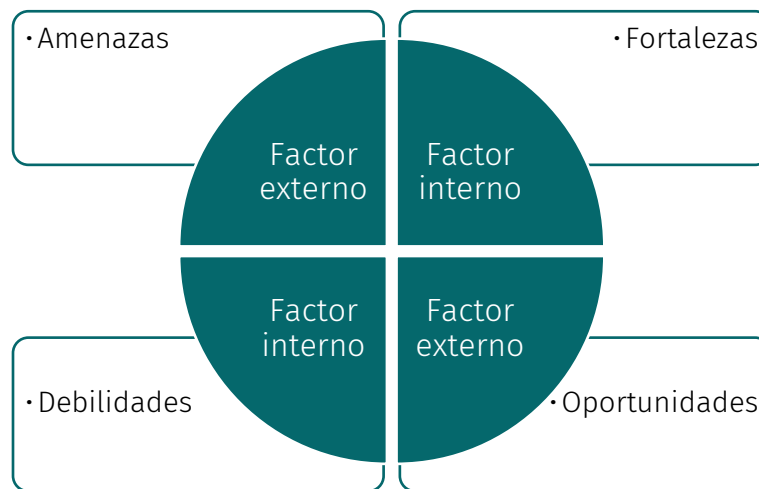 · Amenazas
· Fortalezas
Factor
externo
Factor
interno
Factor
interno
Factor
externo
· Debilidades
· Oportunidades